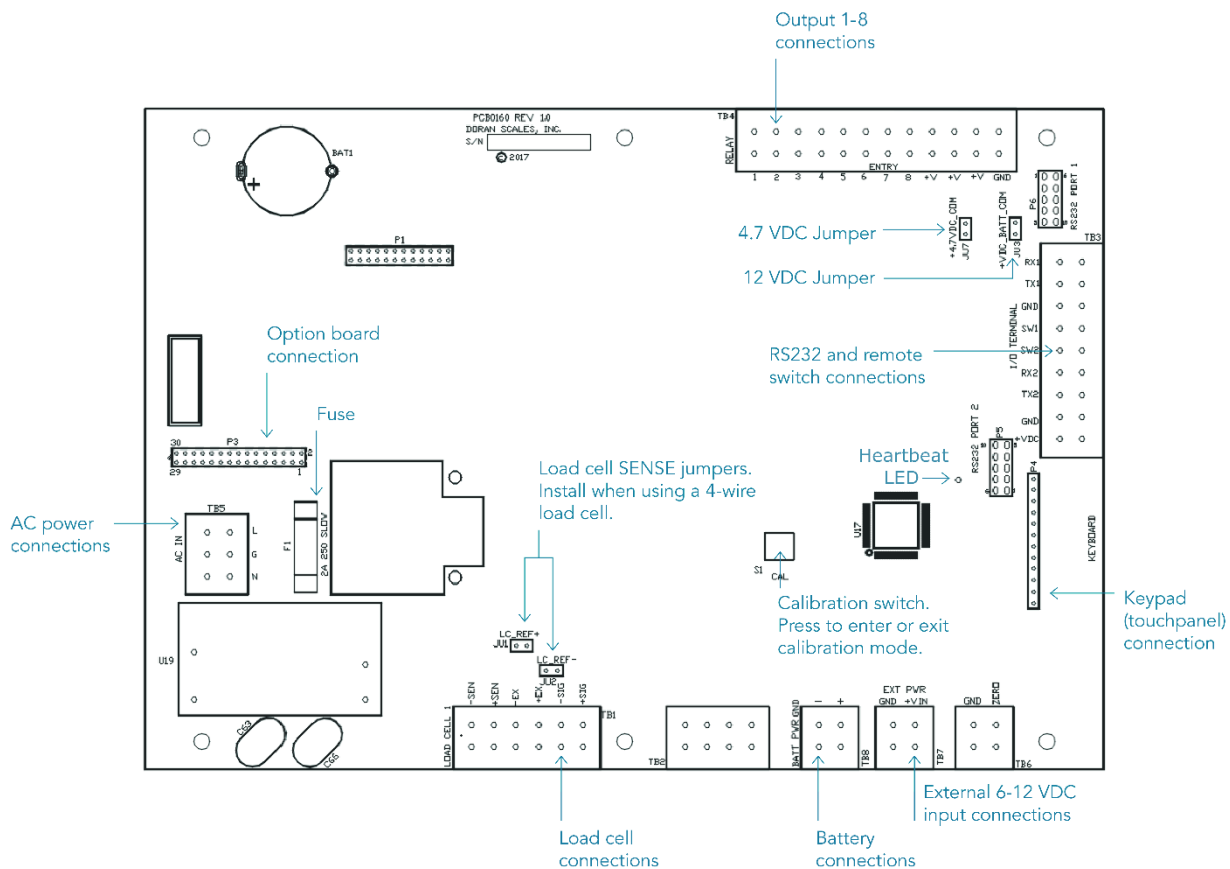 Output 1-8
connections
PCB0160 REV 1.0
DORAN SCALES, INC.
S/N
© 2017
TB4
RELAY
ENTRY
1 2 3 4 5 6 7 8 +V +V +V GND
BAT1
+
P1
4.7 VDC Jumper
+4.7VDC_COM
JU7
12 VDC Jumper
+VDC_BATT_COM
JU3
P6
RS232 PORT 1
TB3
RX1
TX1
GND
SW1
SW2
RX2
TX2
GND
+VDC
I/O TERMINAL
RS232 and remote
switch connections
Option board
connection
30 P3 2
29 1
Fuse
F1
2A 250 SLOW
AC power
connections
TB5
AC IN
L
G
N
Load cell SENSE jumpers.
Install when using a 4-wire
load cell.
Heartbeat
LED
RS232 PORT 2
P5
P4
KEYBOARD
U17
S1
CAL
Calibration switch.
Press to enter or exit
calibration mode.
Keypad
(touchpanel)
connection
LC_REF+
JU1
LC_REF-
JU2
U19
C63
C66
-SEN +SEN -EX +EX -SIG +SIG
LOAD CELL 1
TB1
TB2
- +
BATT PWR GND
TB8
EXT PWR
GND +VIN
TB7
GND ZERO
TB6
Load cell
connections
Battery
connections
External 6-12 VDC
input connections